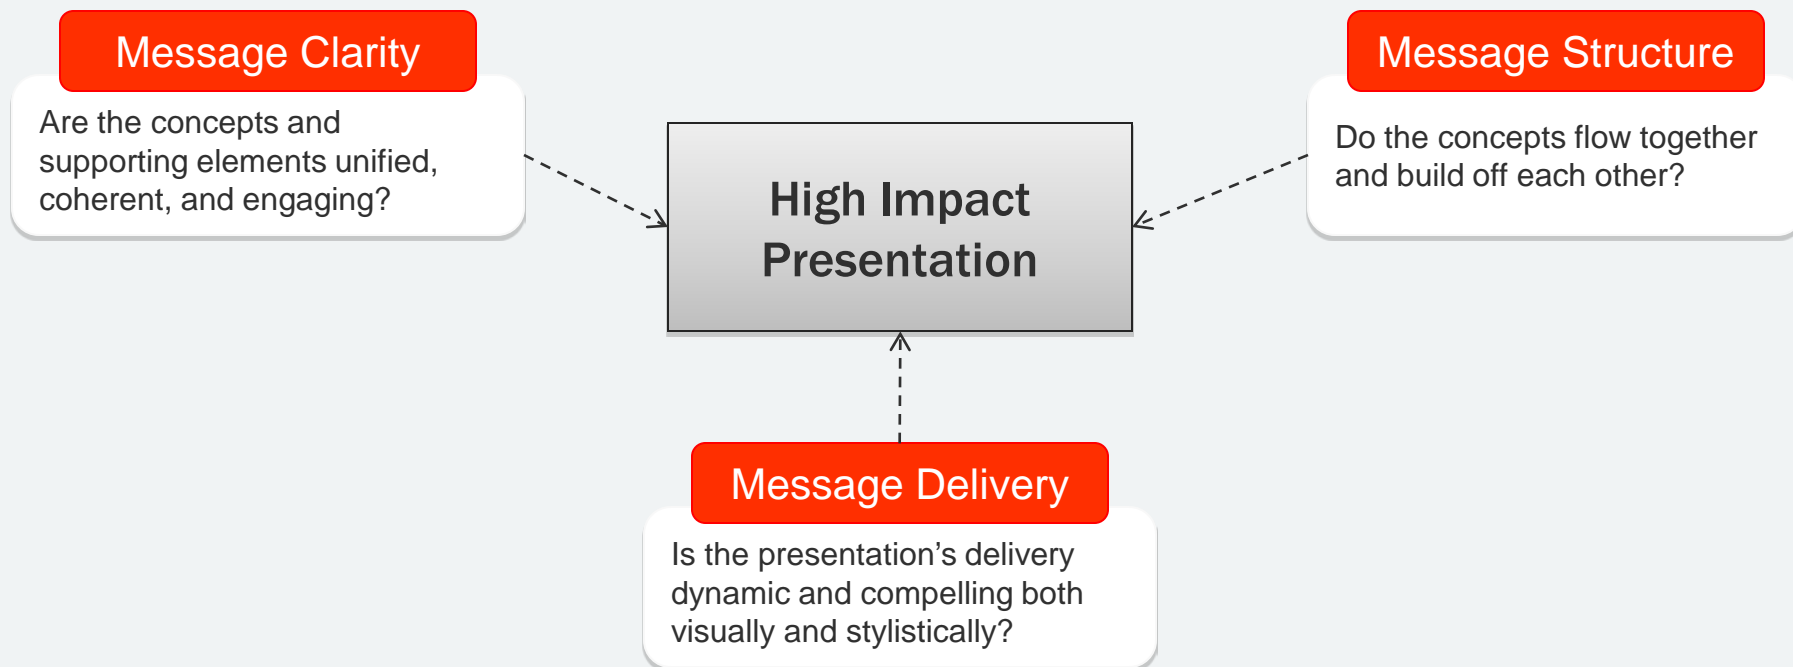 Message Clarity
Are the concepts and
supporting elements unified,
coherent, and engaging?
High Impact
Presentation
Message Structure
Do the concepts flow together
and build off each other?
Message Delivery
Is the presentation’s delivery
dynamic and compelling both
visually and stylistically?